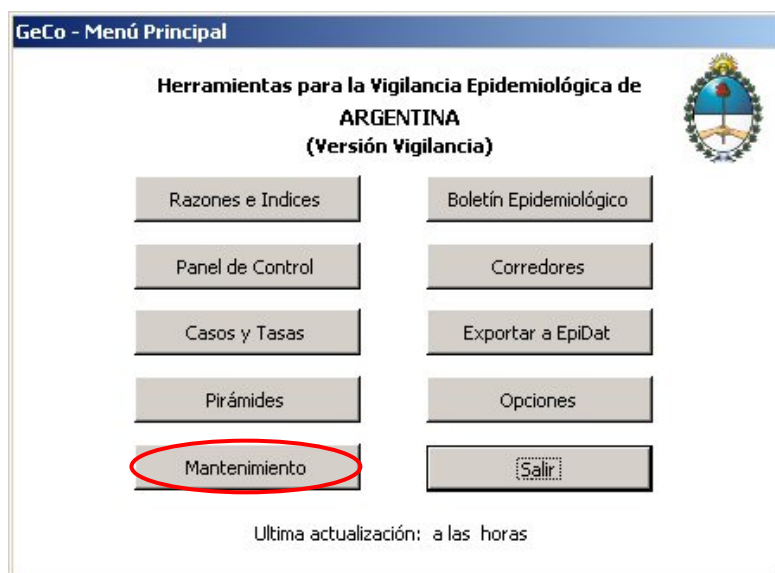 GeCo - Menú Principal
Herramientas para la Vigilancia Epidemiológica de
ARGENTINA
(Versión Vigilancia)
Razones e Indices
Boletín Epidemiológico
Panel de Control
Corredores
Casos y Tasas
Exportar a EpiDat
Pirámides
Opciones
Mantenimiento
Salir
Ultima actualización: a las horas